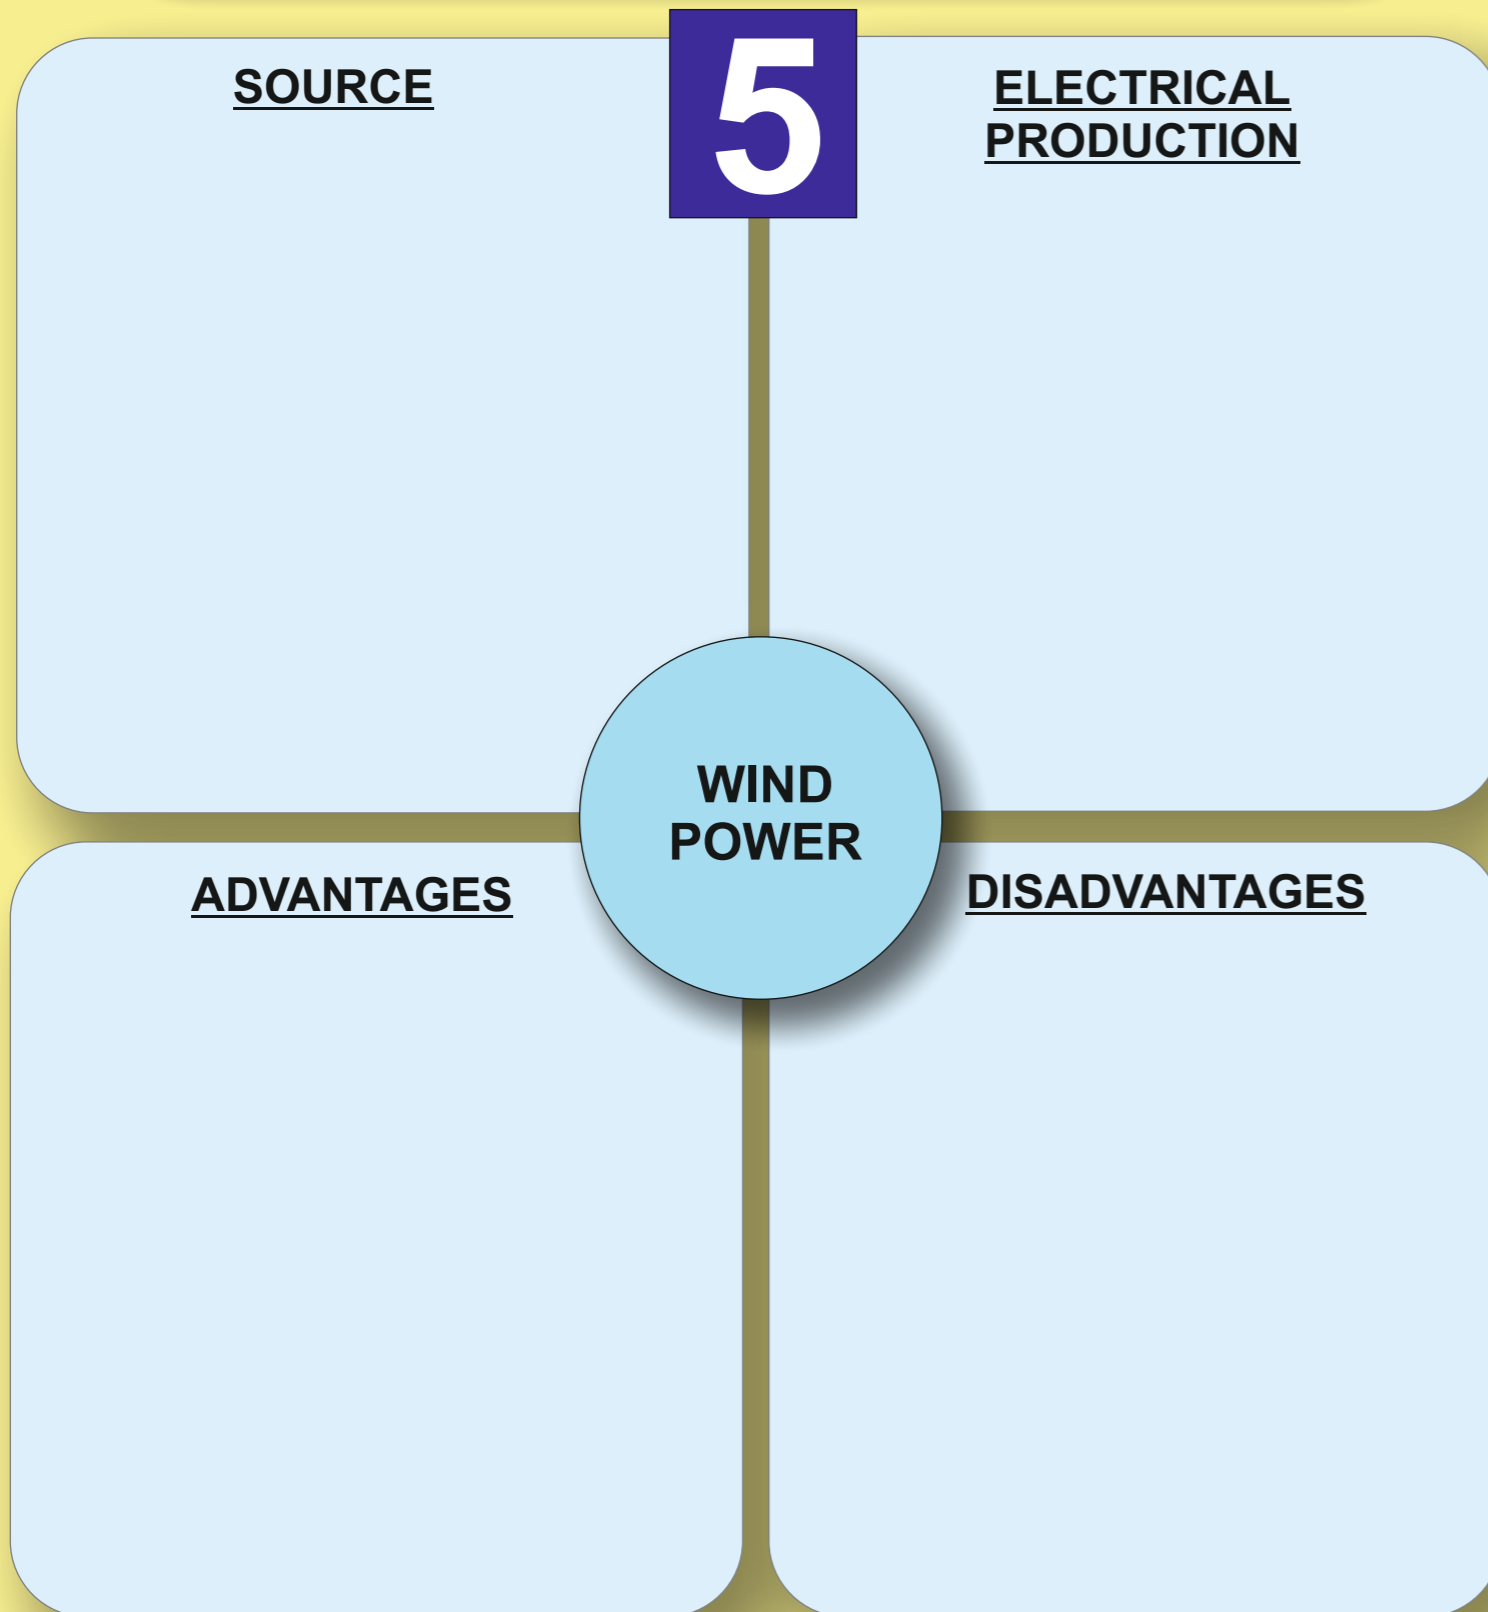 5
SOURCE
ELECTRICAL
PRODUCTION
WIND
POWER
ADVANTAGES
DISADVANTAGES